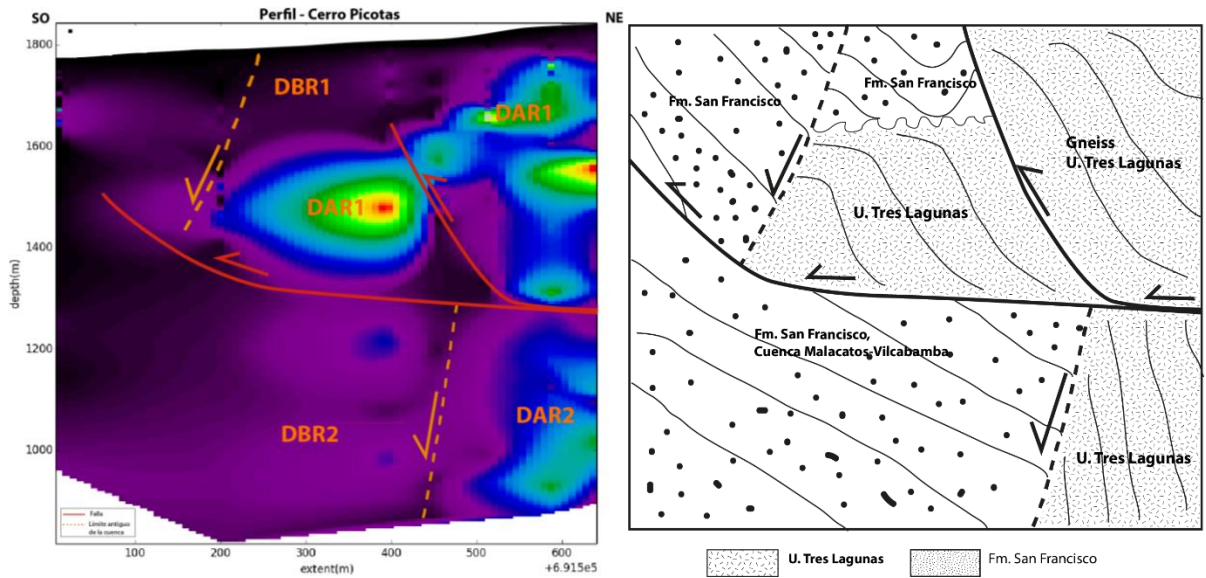 SO
Perfil - Cerro Picotas
NE
1800
1600
1400
1200
1000
depth(m)
100
200
300
400
500
600
extent(m)
+6.915e5
DBR1
DAR1
DAR1
DBR2
DAR2
Falla
Límite antiguo
de la cuenca
Fm. San Francisco
Fm. San Francisco
Gneiss
U. Tres Lagunas
U. Tres Lagunas
Fm. San Francisco,
Cuenca Malacatos-Vilcabamba
U. Tres Lagunas
U. Tres Lagunas
Fm. San Francisco